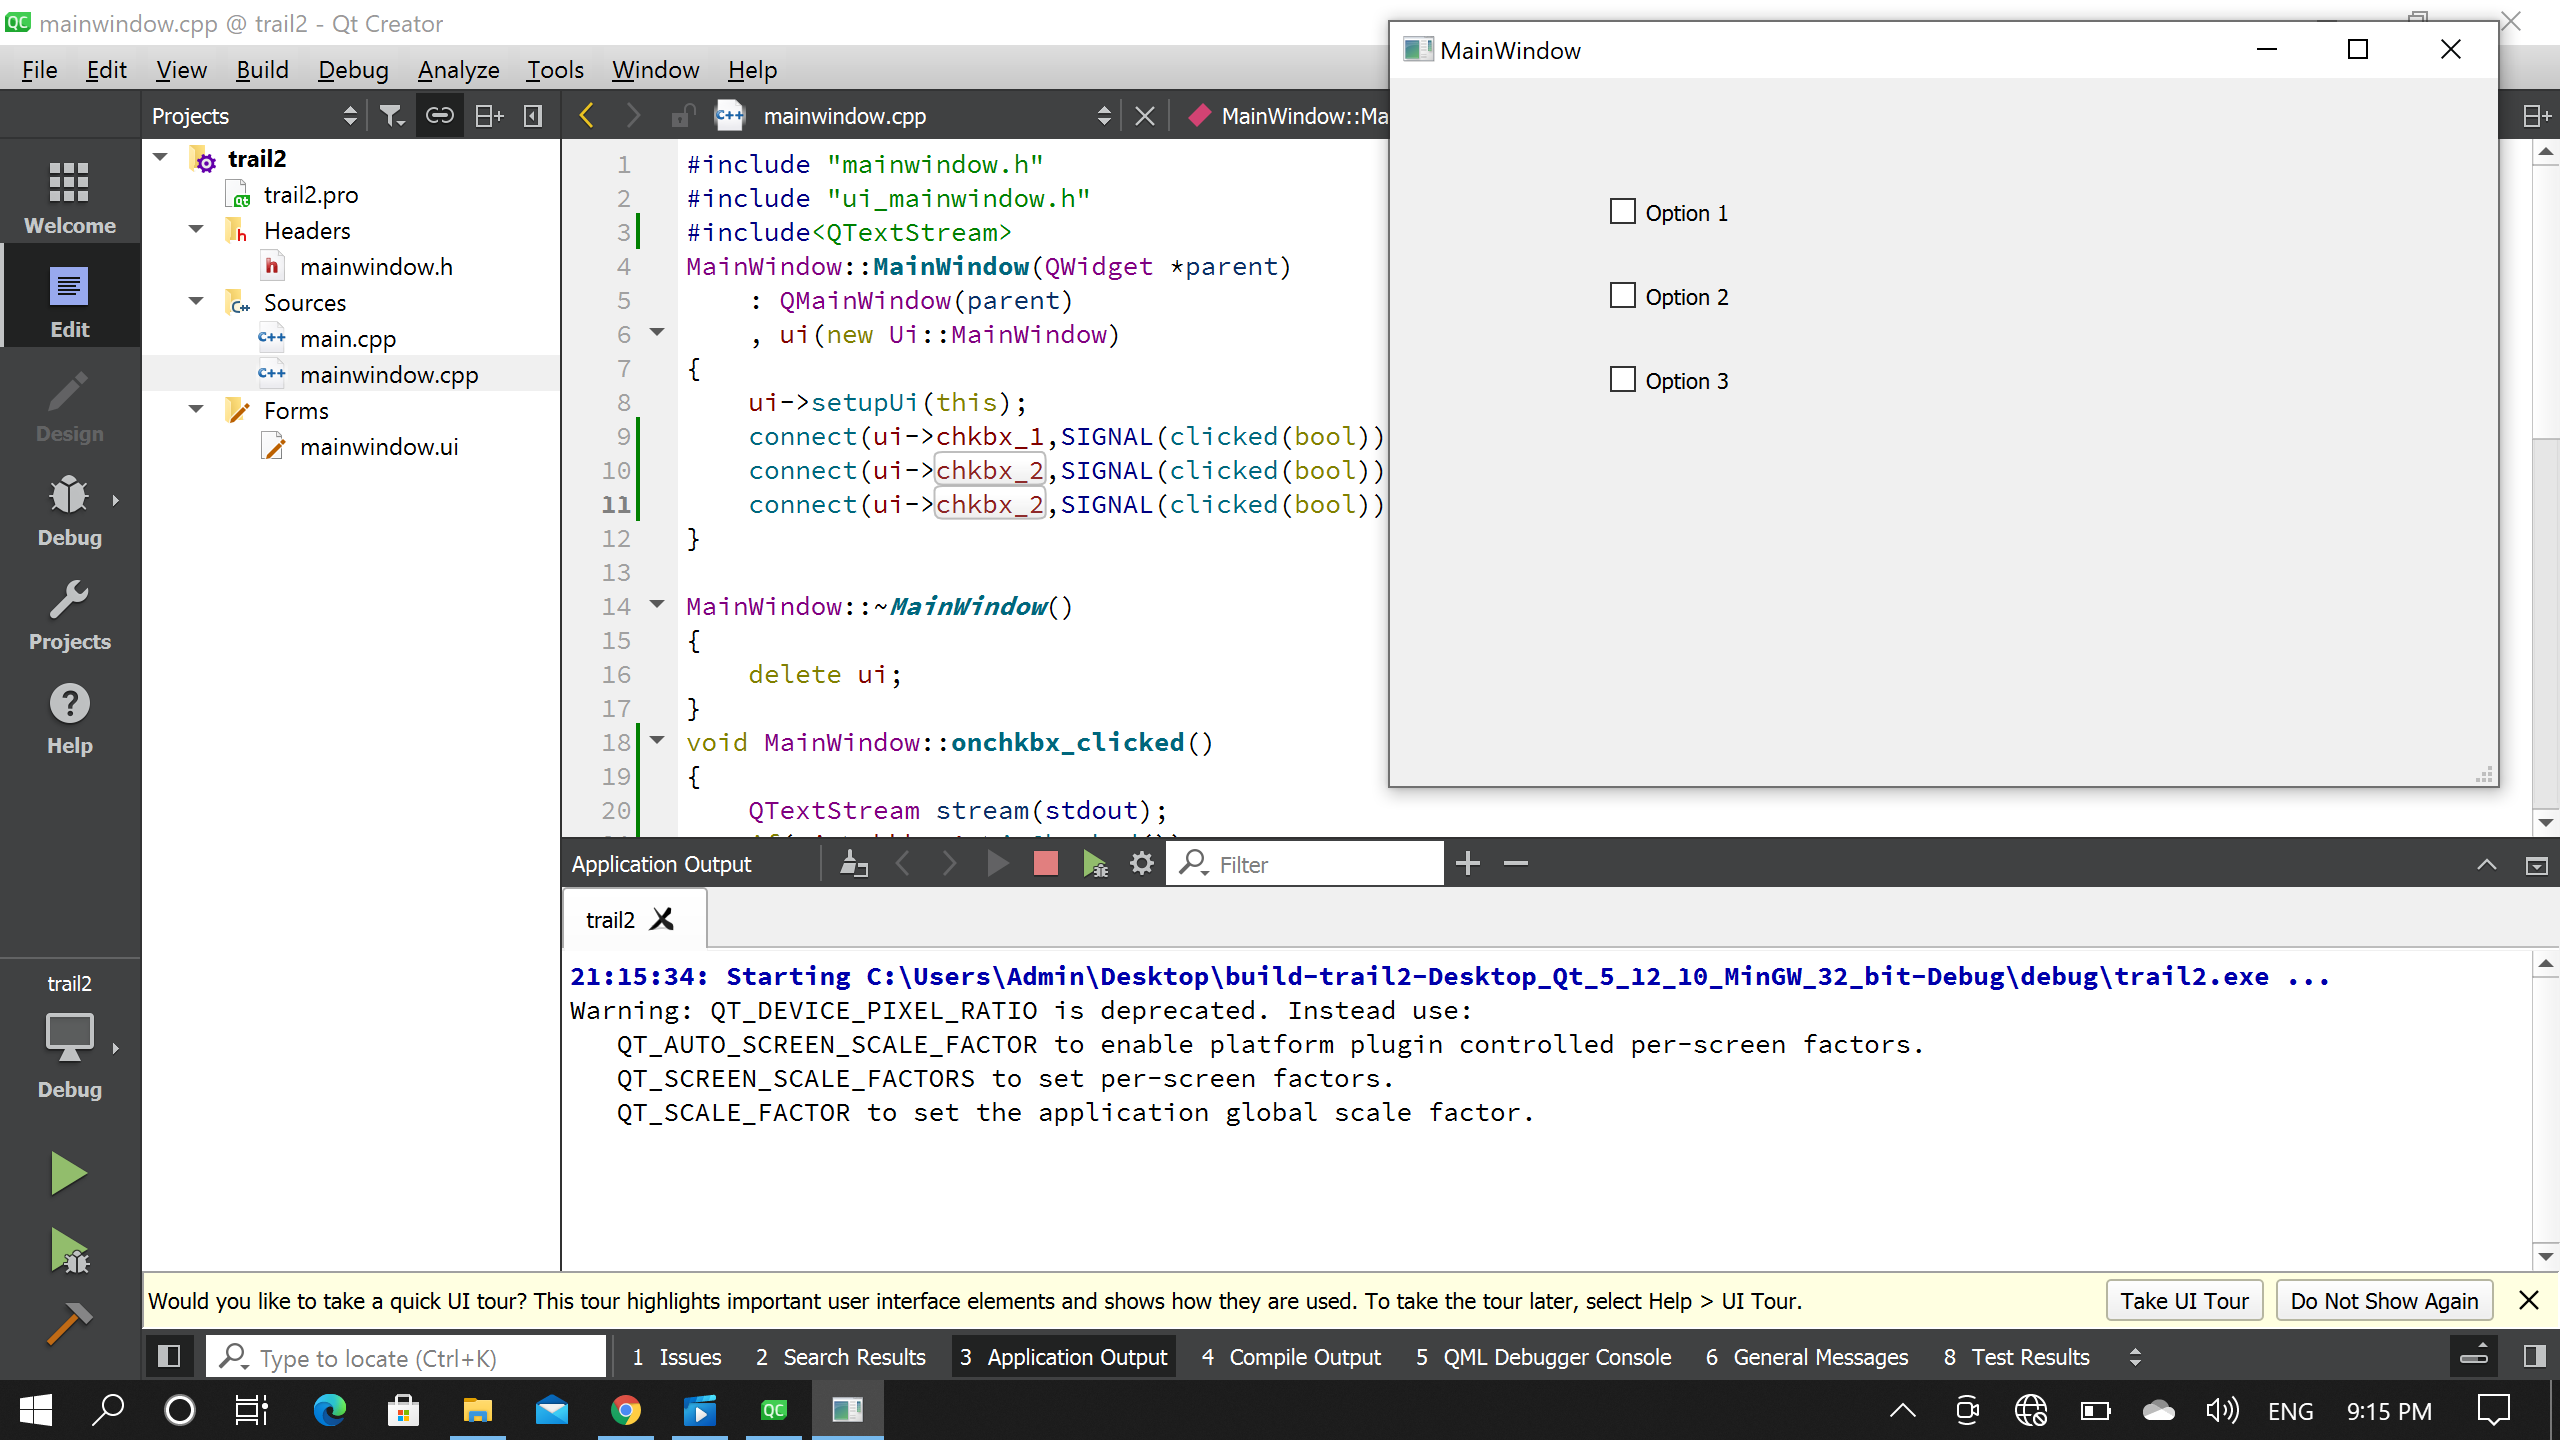 mainwindow.cpp @ trail2 - Qt Creator
File Edit View Build Debug Analyze Tools Window Help
Projects
mainwindow.cpp
MainWindow::Ma
Welcome
Edit
Design
Debug
Projects
Help
trail2
Debug
trail2
trail2.pro
Headers
mainwindow.h
Sources
main.cpp
mainwindow.cpp
Forms
mainwindow.ui
1 #include "mainwindow.h"
2 #include "ui_mainwindow.h"
3 #include<QTextStream>
4 MainWindow::MainWindow(QWidget *parent)
5 : QMainWindow(parent)
6 , ui(new Ui::MainWindow)
7 {
8 ui->setupUi(this);
9 connect(ui->chkbx_1,SIGNAL(clicked(bool))
10 connect(ui->chkbx_2,SIGNAL(clicked(bool))
11 connect(ui->chkbx_2,SIGNAL(clicked(bool))
12 }
13
14 MainWindow::~MainWindow()
15 {
16 delete ui;
17 }
18 void MainWindow::onchkbx_clicked()
19 {
20 QTextStream stream(stdout);
MainWindow
Option 1
Option 2
Option 3
Application Output
Filter
trail2
21:15:34: Starting C:\Users\Admin\Desktop\build-trail2-Desktop_Qt_5_12_10_MinGW_32_bit-Debug\debug\trail2.exe ...
Warning: QT_DEVICE_PIXEL_RATIO is deprecated. Instead use:
QT_AUTO_SCREEN_SCALE_FACTOR to enable platform plugin controlled per-screen factors.
QT_SCREEN_SCALE_FACTORS to set per-screen factors.
QT_SCALE_FACTOR to set the application global scale factor.
Would you like to take a quick UI tour? This tour highlights important user interface elements and shows how they are used. To take the tour later, select Help > UI Tour.
Take UI Tour
Do Not Show Again
Type to locate (Ctrl+K)
1 Issues 2 Search Results 3 Application Output 4 Compile Output 5 QML Debugger Console 6 General Messages 8 Test Results
ENG 9:15 PM